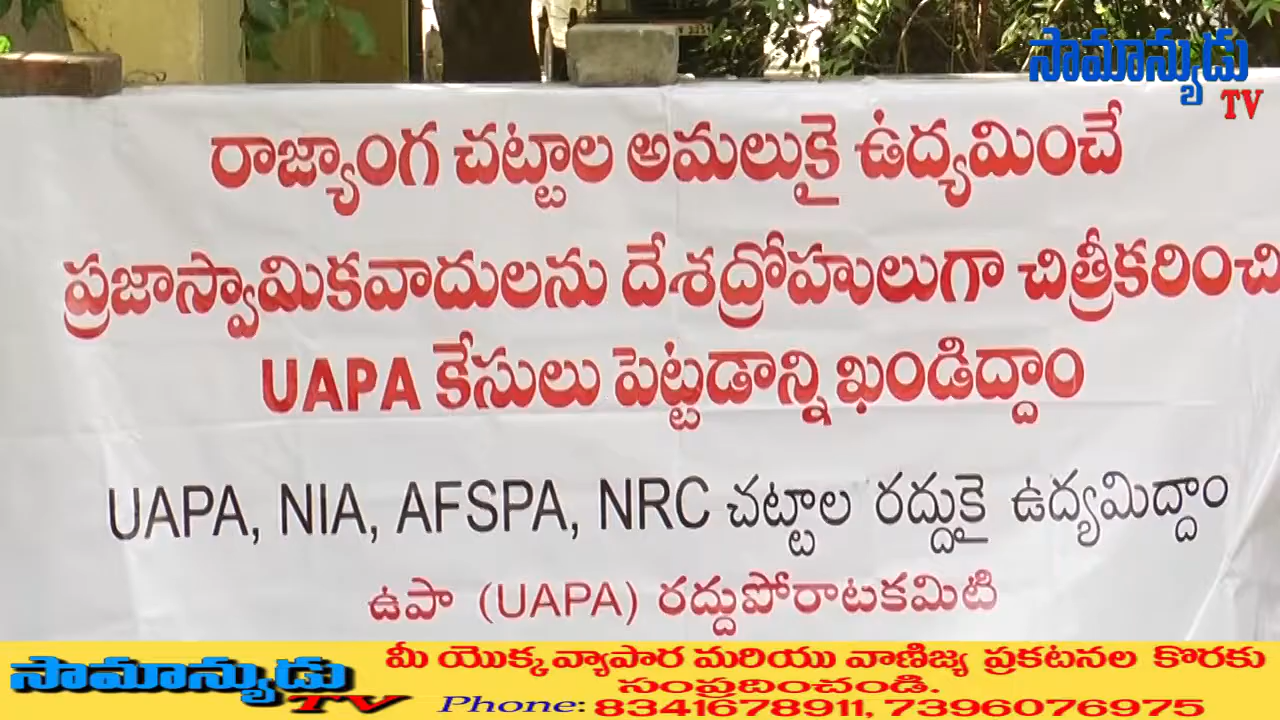 సామాన్యుడు
TV
రాజ్యాంగ చట్టాల అమలుకై ఉద్యమించే
ప్రజాస్వామికవాదులను దేశద్రోహులుగా చిత్రీకరించి
UAPA కేసులు పెట్టడాన్ని ఖండిద్దాం
UAPA, NIA, AFSPA, NRC చట్టాల రద్దుకై ఉద్యమిద్దాం
ఉపా (UAPA) రద్దుపోరాటకమిటి
సామాన్యుడు
TV
మీ యొక్క వ్యాపార మరియు వాణిజ్య ప్రకటనల కొరకు
సంప్రదించండి.
Phone: 8341678911, 7396076975